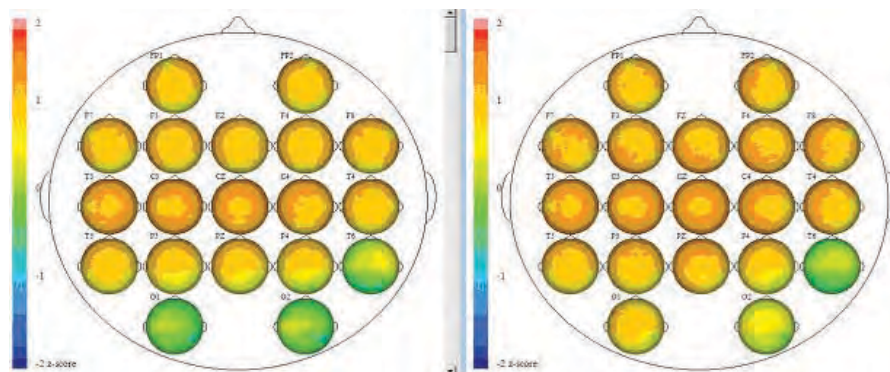 2
1
0
-1
-2 z-score
FP1 FP2
F7 F3 FZ F4 F8
T3 C3 CZ C4 T4
T5 P3 PZ P4 T6
O1 O2
2
1
0
-1
-2 z-score
FP1 FP2
F7 F3 FZ F4 F8
T3 C3 CZ C4 T4
T5 P3 PZ P4 T6
O1 O2